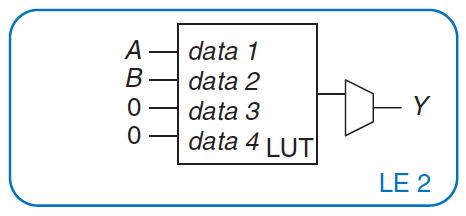 A data 1
B data 2
0 data 3
0 data 4 LUT
Y
LE 2